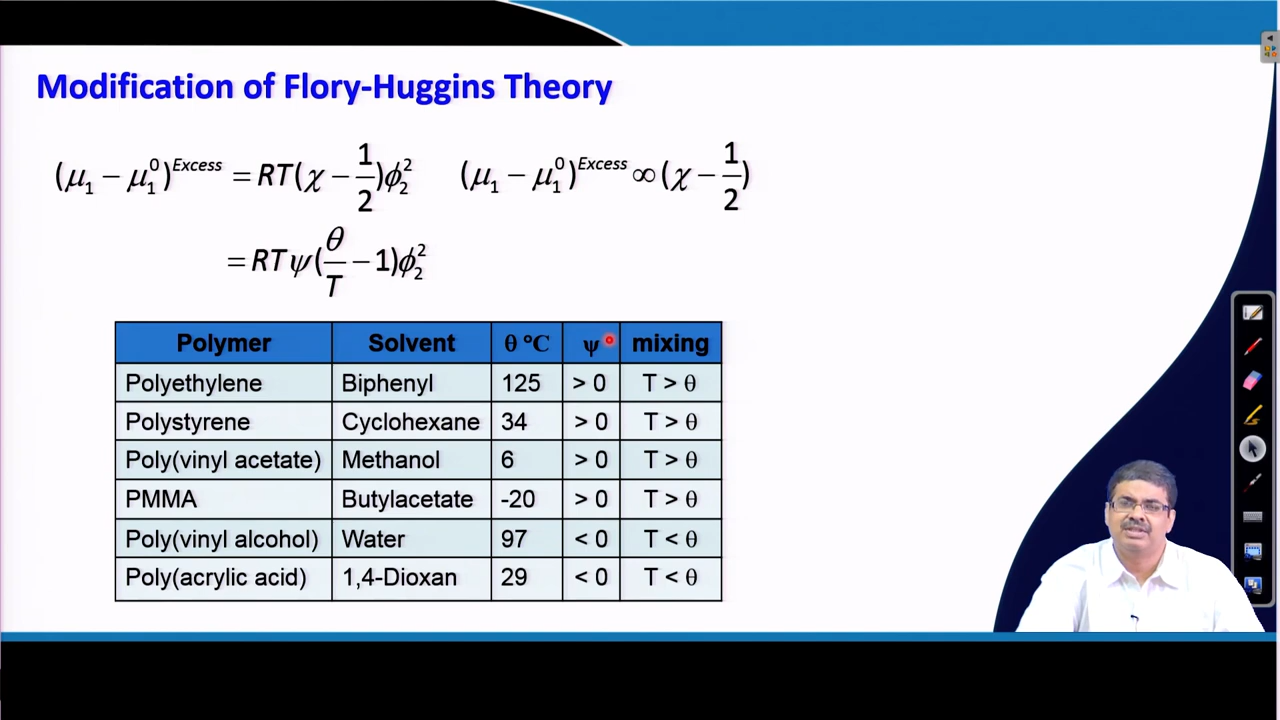 Modification of Flory-Huggins Theory
(μ₁ − μ₁⁰)^Excess = RT(χ − 1/2)ϕ₂²
(μ₁ − μ₁⁰)^Excess ∞ (χ − 1/2)
= RTψ(θ/T − 1)ϕ₂²
Polymer Solvent θ °C ψ mixing
Polyethylene Biphenyl 125 > 0 T > θ
Polystyrene Cyclohexane 34 > 0 T > θ
Poly(vinyl acetate) Methanol 6 > 0 T > θ
PMMA Butylacetate -20 > 0 T > θ
Poly(vinyl alcohol) Water 97 < 0 T < θ
Poly(acrylic acid) 1,4-Dioxan 29 < 0 T < θ